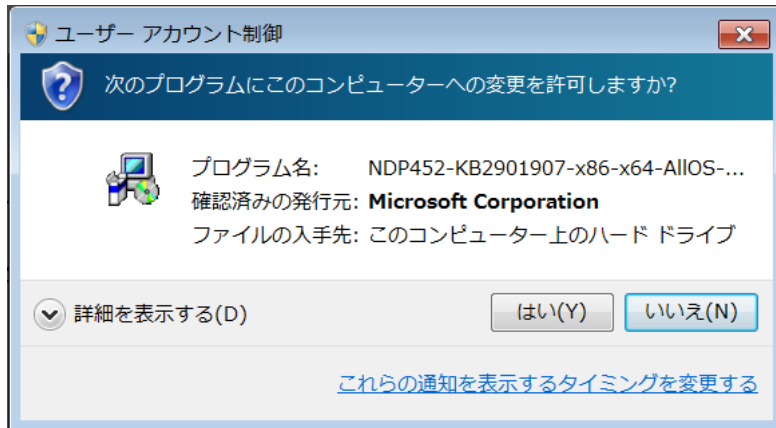 ユーザー アカウント制御
次のプログラムにこのコンピューターへの変更を許可しますか?
プログラム名: NDP452-KB2901907-x86-x64-AllOS-...
確認済みの発行元: Microsoft Corporation
ファイルの入手先: このコンピューター上のハード ドライブ
詳細を表示する(D) はい(Y) いいえ(N)
これらの通知を表示するタイミングを変更する